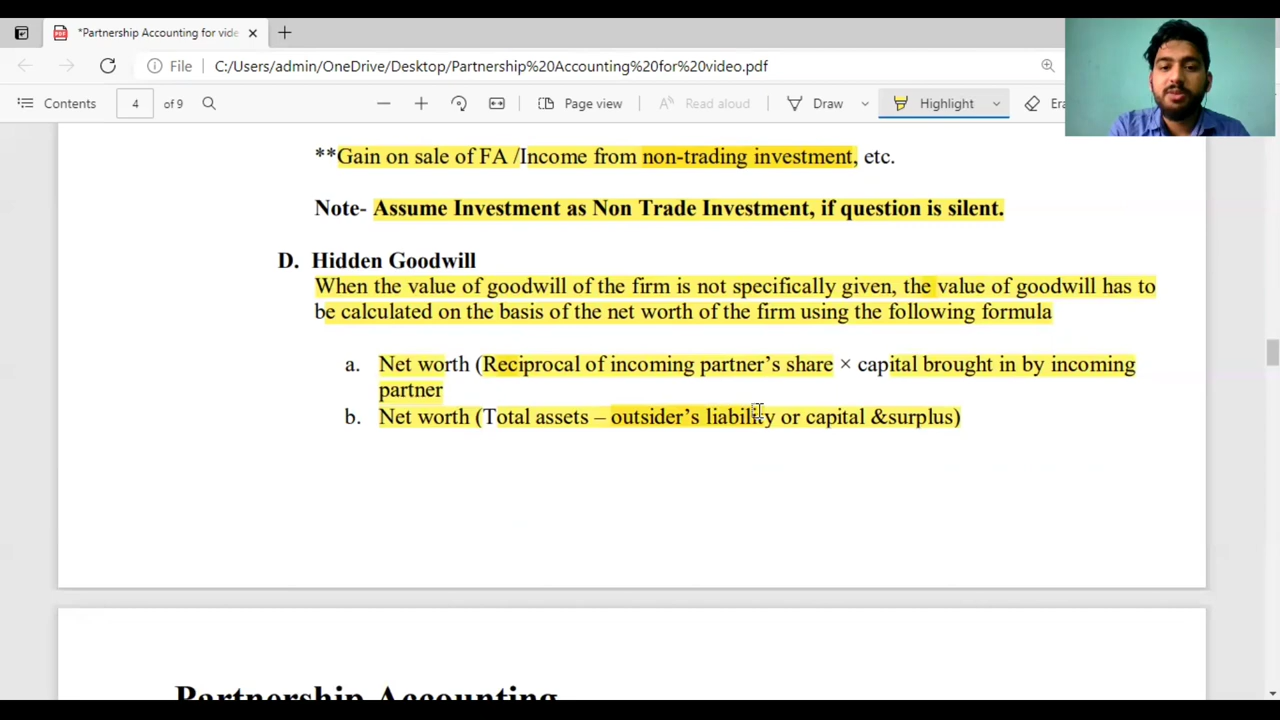 *Partnership Accounting for vide
File
C:/Users/admin/OneDrive/Desktop/Partnership%20Accounting%20for%20video.pdf
Contents
4
of 9
Page view
Read aloud
Draw
Highlight
Era
**Gain on sale of FA /Income from non-trading investment, etc.
Note- Assume Investment as Non Trade Investment, if question is silent.
D. Hidden Goodwill
When the value of goodwill of the firm is not specifically given, the value of goodwill has to
be calculated on the basis of the net worth of the firm using the following formula
a. Net worth (Reciprocal of incoming partner’s share × capital brought in by incoming
partner
b. Net worth (Total assets – outsider’s liability or capital &surplus)
Partnership Accounting